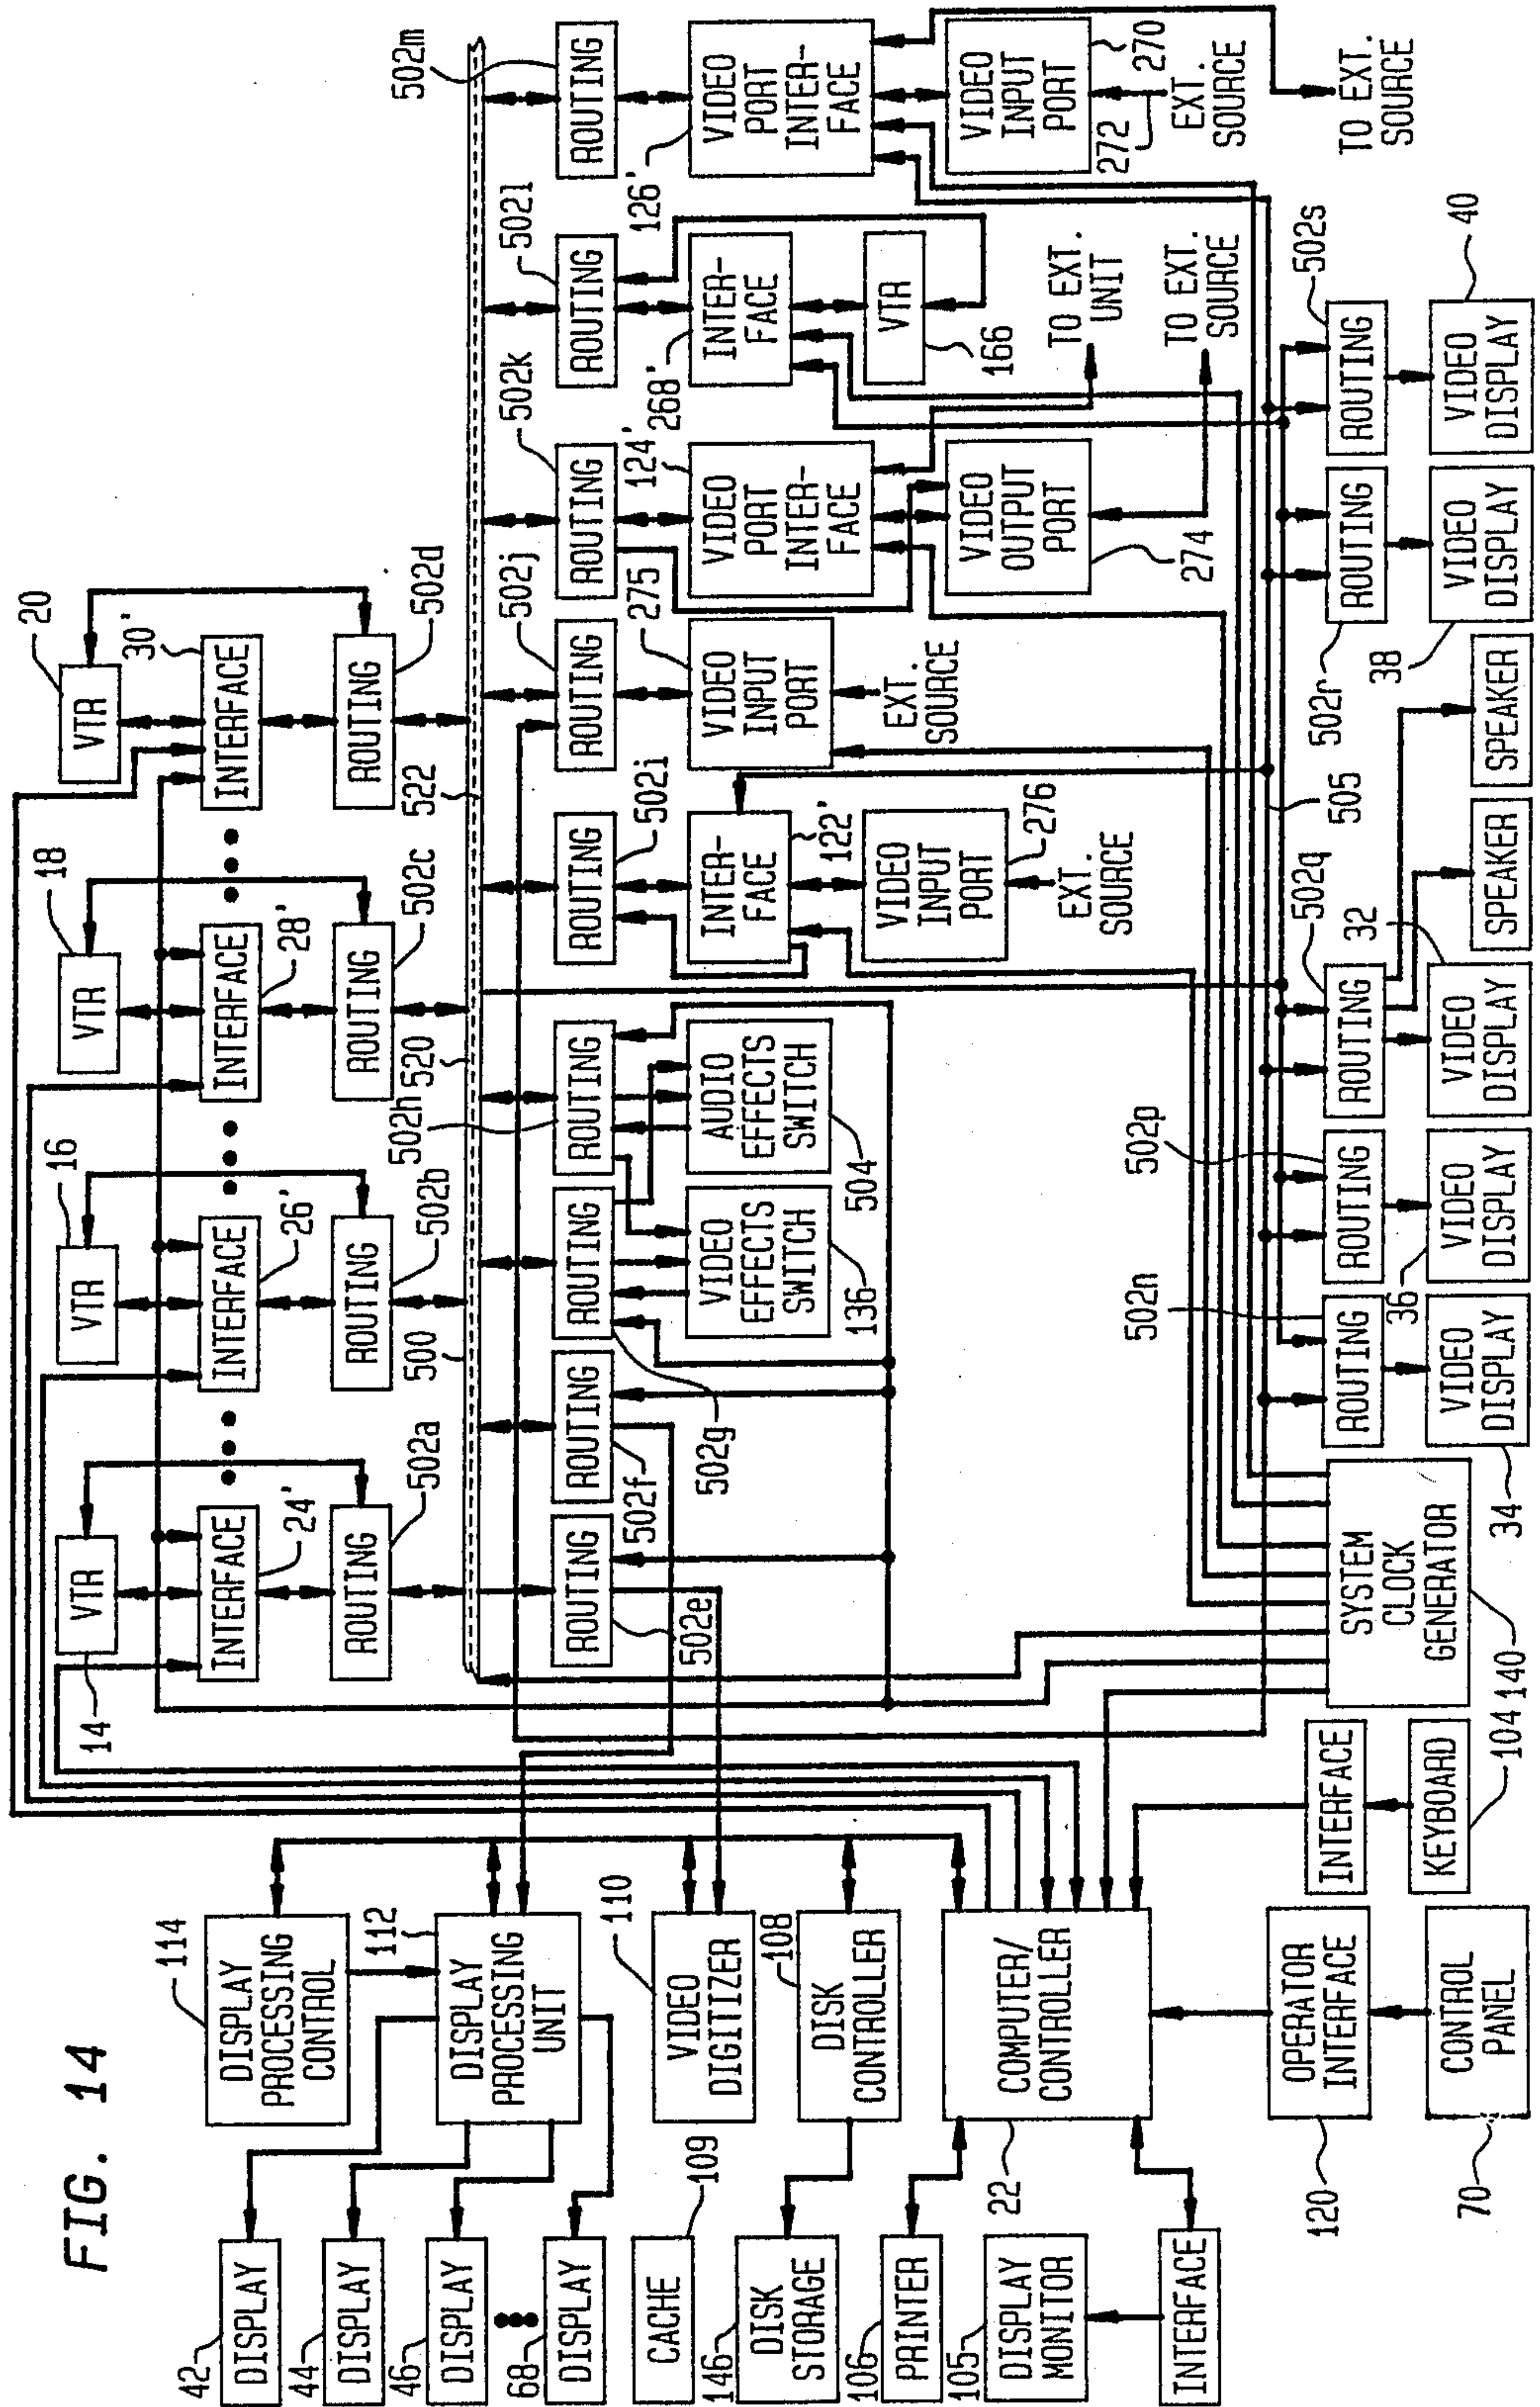 FIG. 14
42
DISPLAY
44
DISPLAY
46
DISPLAY
68
DISPLAY
CACHE
109
146
DISK
STORAGE
106
PRINTER
105
DISPLAY
MONITOR
INTERFACE
114
DISPLAY
PROCESSING
CONTROL
112
DISPLAY
PROCESSING
UNIT
110
VIDEO
DIGITIZER
108
DISK
CONTROLLER
COMPUTER/
CONTROLLER
22
OPERATOR
INTERFACE
120
CONTROL
PANEL
70
INTERFACE
KEYBOARD
104
SYSTEM
CLOCK
GENERATOR
140
14
VTR
INTERFACE
24'
ROUTING
502a
16
VTR
INTERFACE
26'
ROUTING
502b
18
VTR
INTERFACE
28'
ROUTING
502c
20
VTR
30'
INTERFACE
ROUTING
502d
500
520
522
ROUTING
502e
ROUTING
502f
ROUTING
502g
502h
ROUTING
VIDEO
EFFECTS
SWITCH
136
AUDIO
EFFECTS
SWITCH
504
ROUTING
502i
INTER-
FACE
122'
VIDEO
INPUT
PORT
276
EXT.
SOURCE
502j
ROUTING
275
VIDEO
INPUT
PORT
EXT.
SOURCE
502k
ROUTING
124'
VIDEO
PORT
INTER-
FACE
VIDEO
OUTPUT
PORT
274
TO EXT.
UNIT
TO EXT.
SOURCE
502l
ROUTING
268'
INTER-
FACE
VTR
166
502m
ROUTING
126'
VIDEO
PORT
INTER-
FACE
VIDEO
INPUT
PORT
270
272
EXT.
SOURCE
TO EXT.
SOURCE
505
502n
ROUTING
VIDEO
DISPLAY
34
502p
ROUTING
36
VIDEO
DISPLAY
502q
ROUTING
32
VIDEO
DISPLAY
SPEAKER
SPEAKER
502r
ROUTING
38
VIDEO
DISPLAY
502s
ROUTING
40
VIDEO
DISPLAY